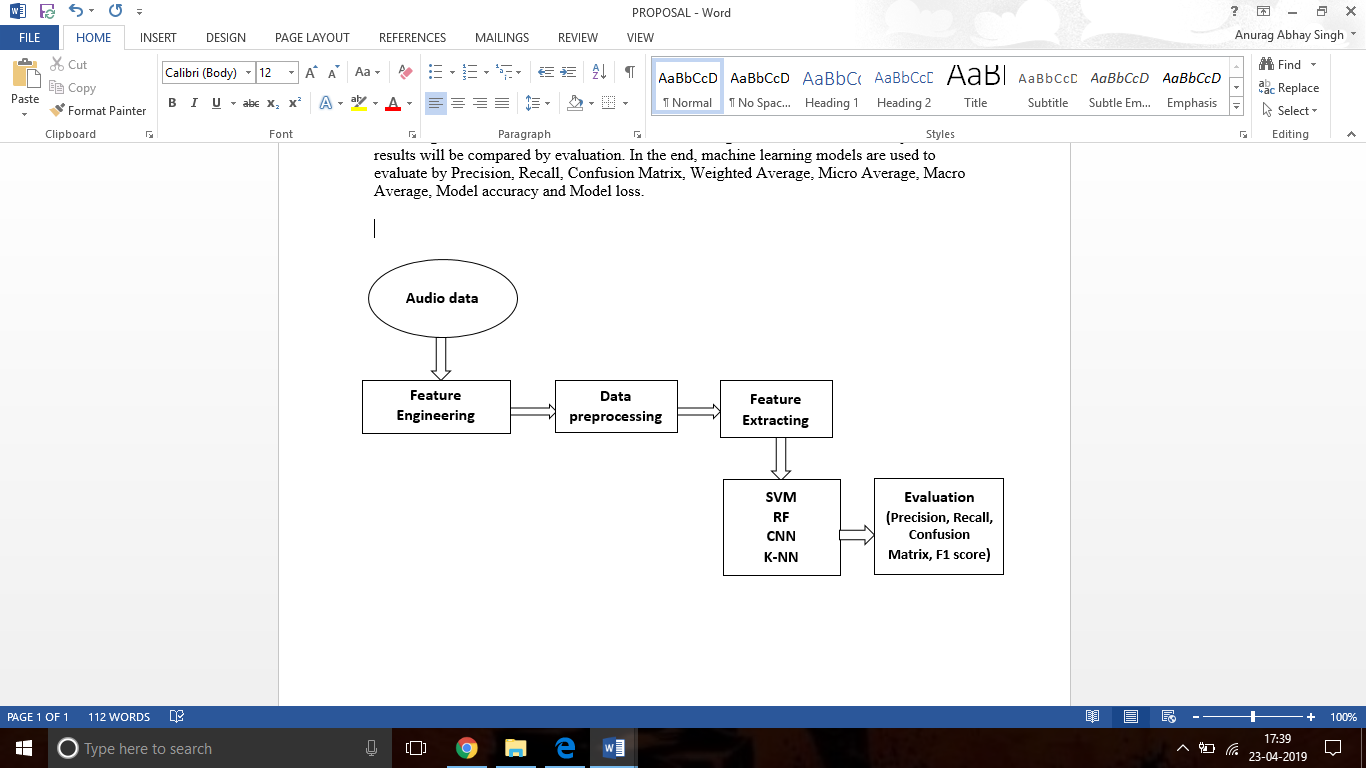 PROPOSAL - Word
?
FILE HOME INSERT DESIGN PAGE LAYOUT REFERENCES MAILINGS REVIEW VIEW
Anurag Abhay Singh
Paste
Cut
Copy
Format Painter
Clipboard
Calibri (Body) 12 A A Aa
B I U abc x₂ x² A ab A
Font
Paragraph
AaBbCcD AaBbCcD AaBbCc AaBbCcD AaBl AaBbCcD AaBbCcD AaBbCcD
¶ Normal ¶ No Spac... Heading 1 Heading 2 Title Subtitle Subtle Em... Emphasis
Styles
Find
Replace
Select
Editing
results will be compared by evaluation. In the end, machine learning models are used to
evaluate by Precision, Recall, Confusion Matrix, Weighted Average, Micro Average, Macro
Average, Model accuracy and Model loss.
Audio data
Feature
Engineering
Data
preprocessing
Feature
Extracting
SVM
RF
CNN
K-NN
Evaluation
(Precision, Recall,
Confusion
Matrix, F1 score)
PAGE 1 OF 1 112 WORDS
100%
Type here to search
17:39
23-04-2019